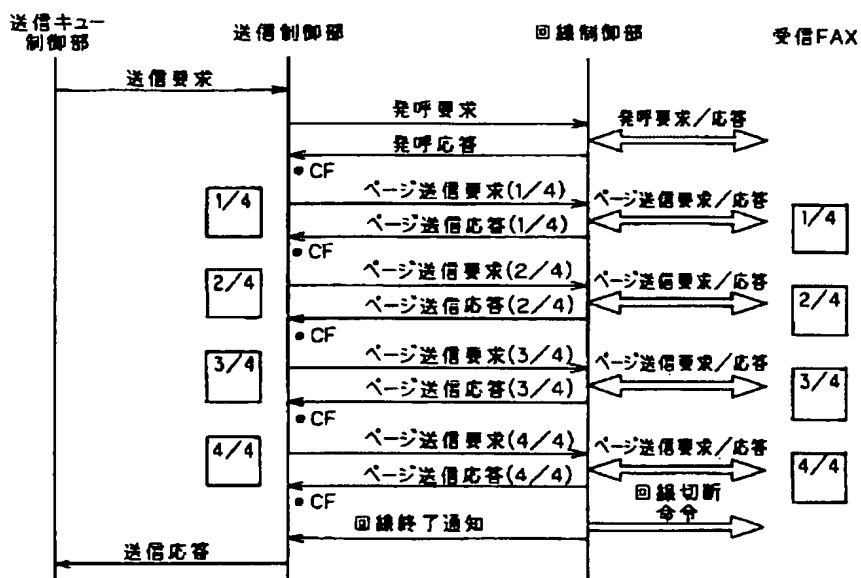 送信キュー
制御部
送信制御部
回線制御部
受信FAX
送信要求
発呼要求
発呼要求/応答
発呼応答
•CF
ページ送信要求(1/4)
ページ送信要求/応答
1/4
1/4
ページ送信応答(1/4)
•CF
ページ送信要求(2/4)
ページ送信要求/応答
2/4
2/4
ページ送信応答(2/4)
•CF
ページ送信要求(3/4)
ページ送信要求/応答
3/4
3/4
ページ送信応答(3/4)
•CF
ページ送信要求(4/4)
ページ送信要求/応答
4/4
4/4
ページ送信応答(4/4)
回線切断
命令
•CF
回線終了通知
送信応答